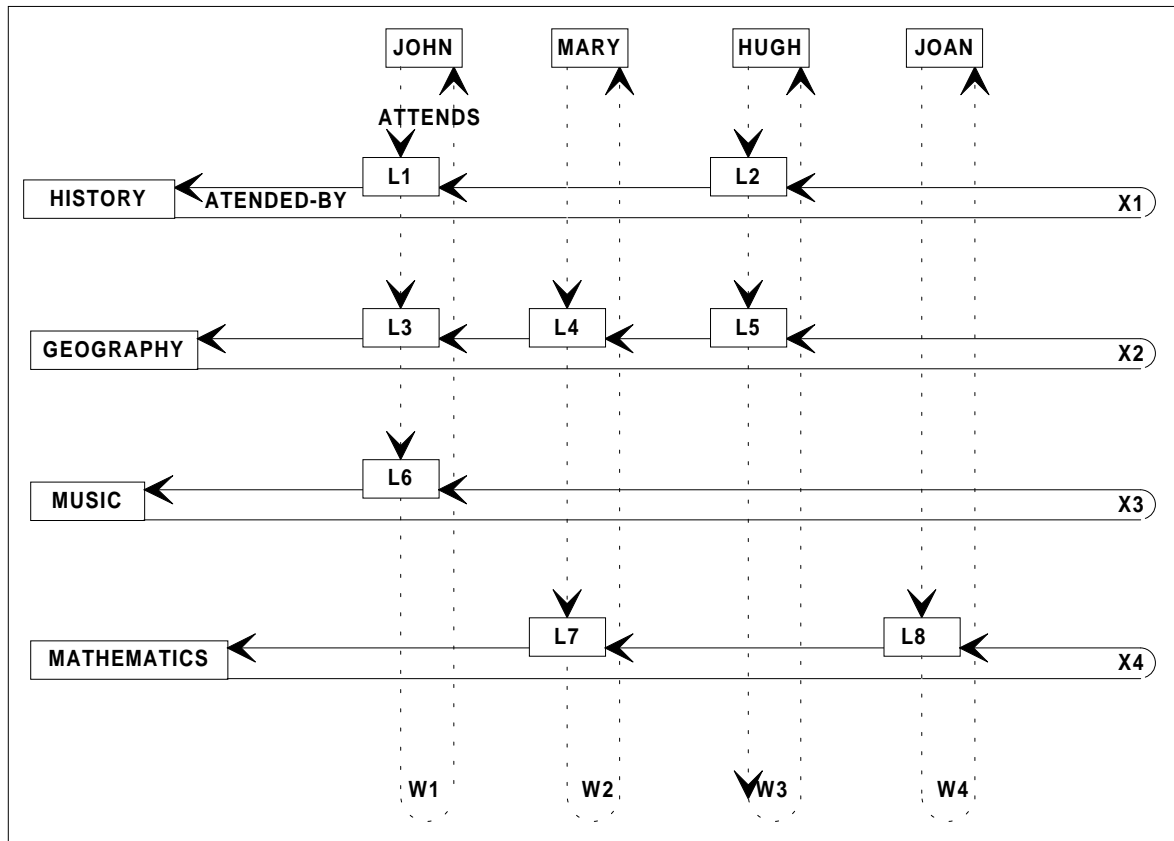 JOHN MARY HUGH JOAN
ATTENDS
L1 L2
HISTORY ATENDED-BY X1
L3 L4 L5
GEOGRAPHY X2
L6
MUSIC X3
L7 L8
MATHEMATICS X4
W1 W2 W3 W4